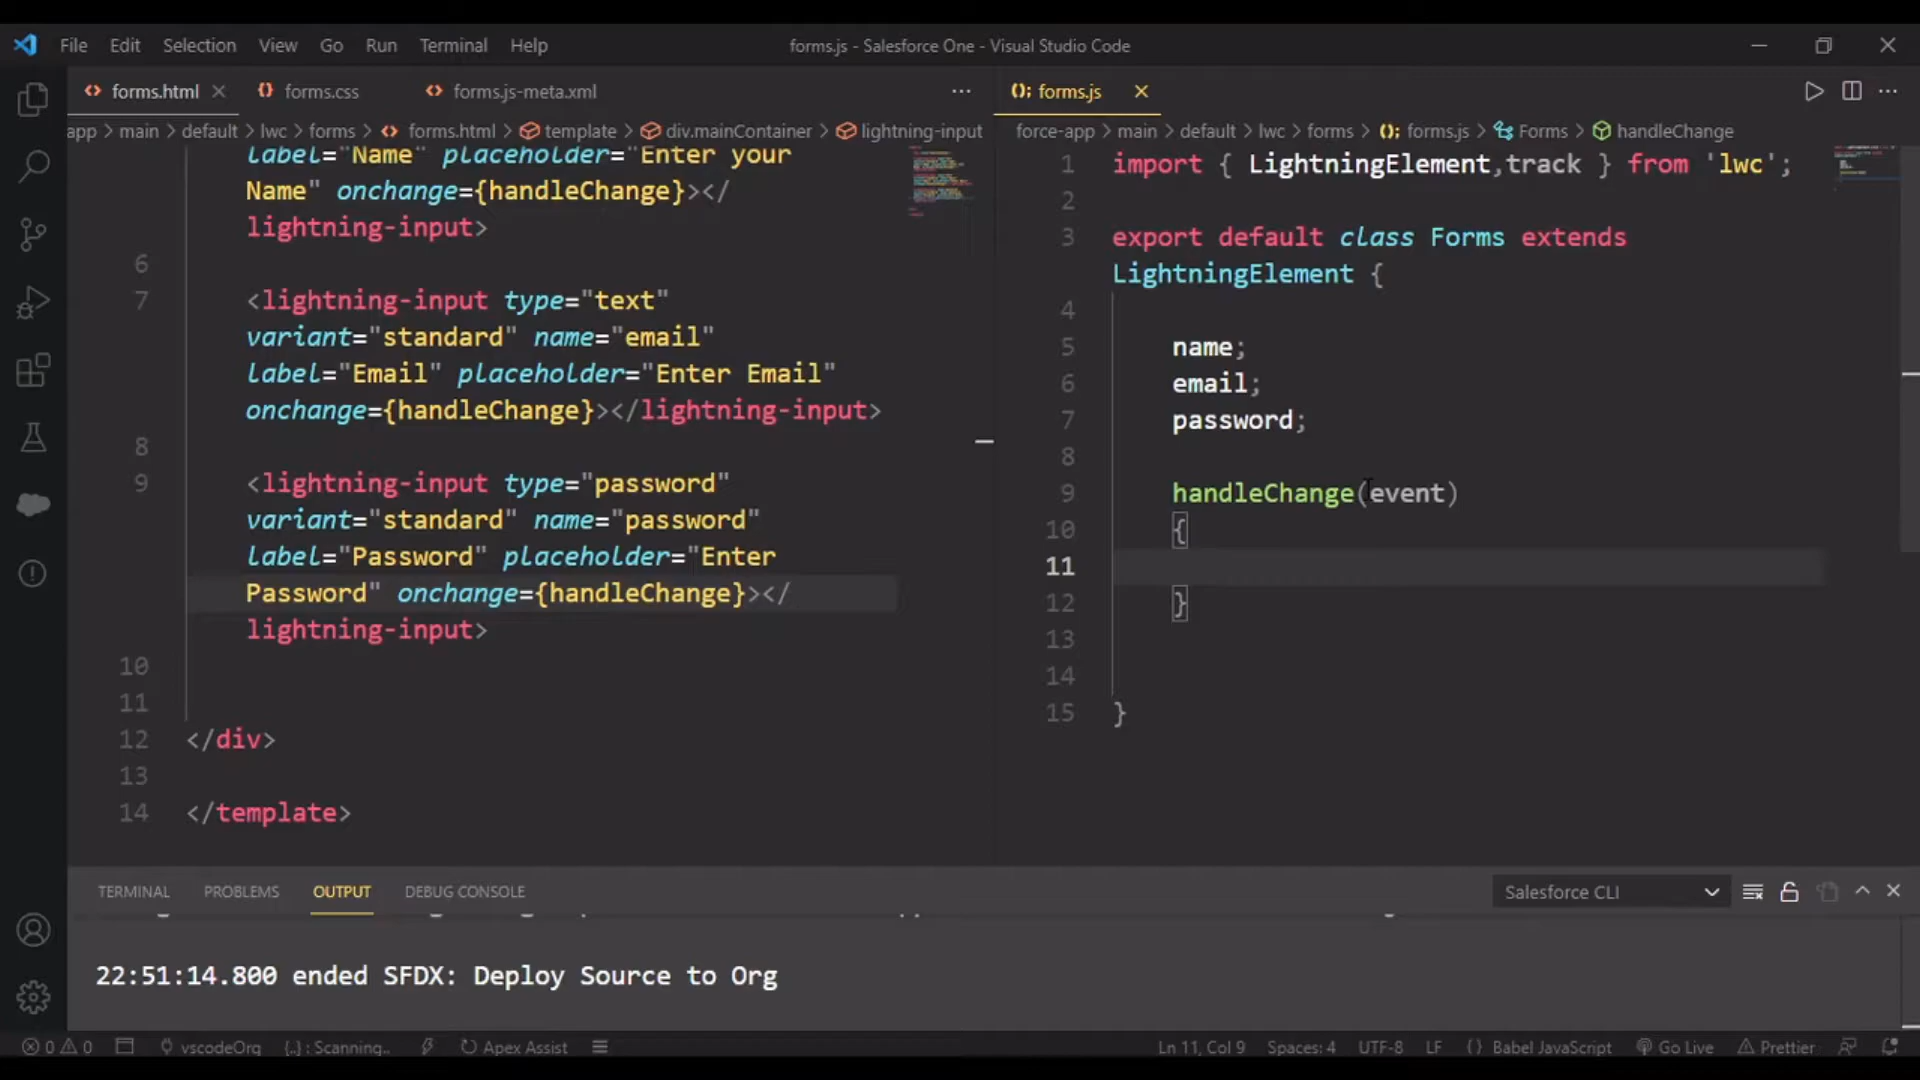 File Edit Selection View Go Run Terminal Help
forms.js - Salesforce One - Visual Studio Code
forms.html forms.css forms.js-meta.xml
app > main > default > lwc > forms > forms.html > template > div.mainContainer > lightning-input
label="Name" placeholder="Enter your
Name" onchange={handleChange}></
lightning-input>
6
7 <lightning-input type="text"
variant="standard" name="email"
label="Email" placeholder="Enter Email"
onchange={handleChange}></lightning-input>
8
9 <lightning-input type="password"
variant="standard" name="password"
label="Password" placeholder="Enter
Password" onchange={handleChange}></
lightning-input>
10
11
12 </div>
13
14 </template>
forms.js
force-app > main > default > lwc > forms > forms.js > Forms > handleChange
1 import { LightningElement,track } from 'lwc';
2
3 export default class Forms extends
LightningElement {
4
5 name;
6 email;
7 password;
8
9 handleChange(event)
10 {
11
12 }
13
14
15 }
TERMINAL PROBLEMS OUTPUT DEBUG CONSOLE
Salesforce CLI
22:51:14.800 ended SFDX: Deploy Source to Org
0 0 vscodeOrg {..} : Scanning.. Apex Assist
Ln 11, Col 9 Spaces: 4 UTF-8 LF {} Babel JavaScript Go Live Prettier